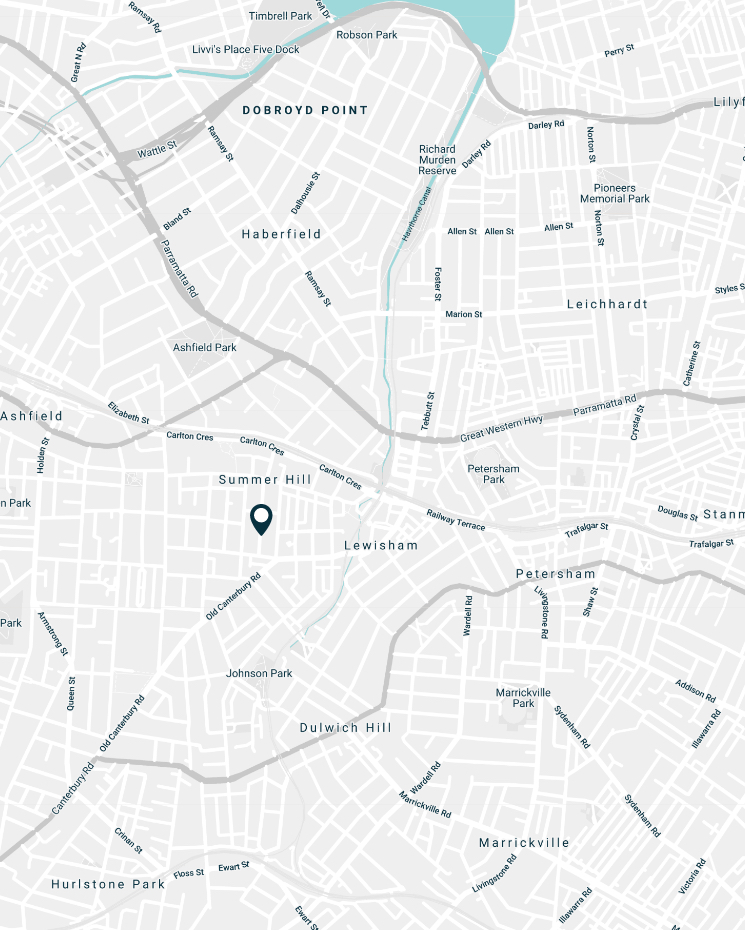 Timbrell Park
Ramsay Rd
Robson Park
Great N Rd
Livvi's Place Five Dock
Perry St
DOBROYD POINT
Darley Rd
Norton St
Wattle St
Ramsay St
Darley Rd
Richard
Murden
Reserve
Dalhousie St
Pioneers
Memorial Park
Bland St
Hawthorne Canal
Haberfield
Allen St
Allen St
Allen St
Norton St
Parramatta Rd
Ramsay St
Foster St
Styles S
Leichhardt
Marion St
Ashfield Park
Catherine St
Elizabeth St
Ashfield
Tebbutt St
Great Western Hwy
Parramatta Rd
Crystal St
Carlton Cres
Carlton Cres
Carlton Cres
Holden St
Summer Hill
Petersham
Park
n Park
Railway Terrace
Douglas St
Trafalgar St
Trafalgar St
Lewisham
Petersham
Old Canterbury Rd
Wardell Rd
Livingstone Rd
Shaw St
Park
Armstrong St
Johnson Park
Queen St
Marrickville
Park
Addison Rd
Old Canterbury Rd
Dulwich Hill
Sydenham Rd
Illawarra Rd
Canterbury Rd
Wardell Rd
Marrickville Rd
Sydenham Rd
Crinan St
Marrickville
Floss St
Ewart St
Livingstone Rd
Victoria Rd
Hurlstone Park
Illawarra Rd
Ewart St